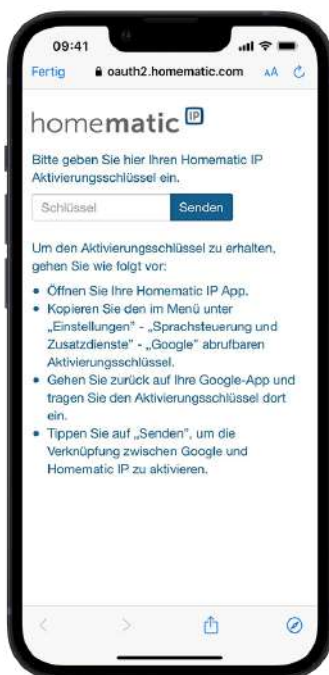 09:41
Fertig oauth2.homematic.com AA
homematic IP
Bitte geben Sie hier Ihren Homematic IP
Aktivierungsschlüssel ein.
Schlüssel Senden
Um den Aktivierungsschlüssel zu erhalten,
gehen Sie wie folgt vor:
• Öffnen Sie Ihre Homematic IP App.
• Kopieren Sie den im Menü unter
„Einstellungen" - „Sprachsteuerung und
Zusatzdienste" - „Google" abrufbaren
Aktivierungsschlüssel.
• Gehen Sie zurück auf Ihre Google-App und
tragen Sie den Aktivierungsschlüssel dort
ein.
• Tippen Sie auf „Senden", um die
Verknüpfung zwischen Google und
Homematic IP zu aktivieren.